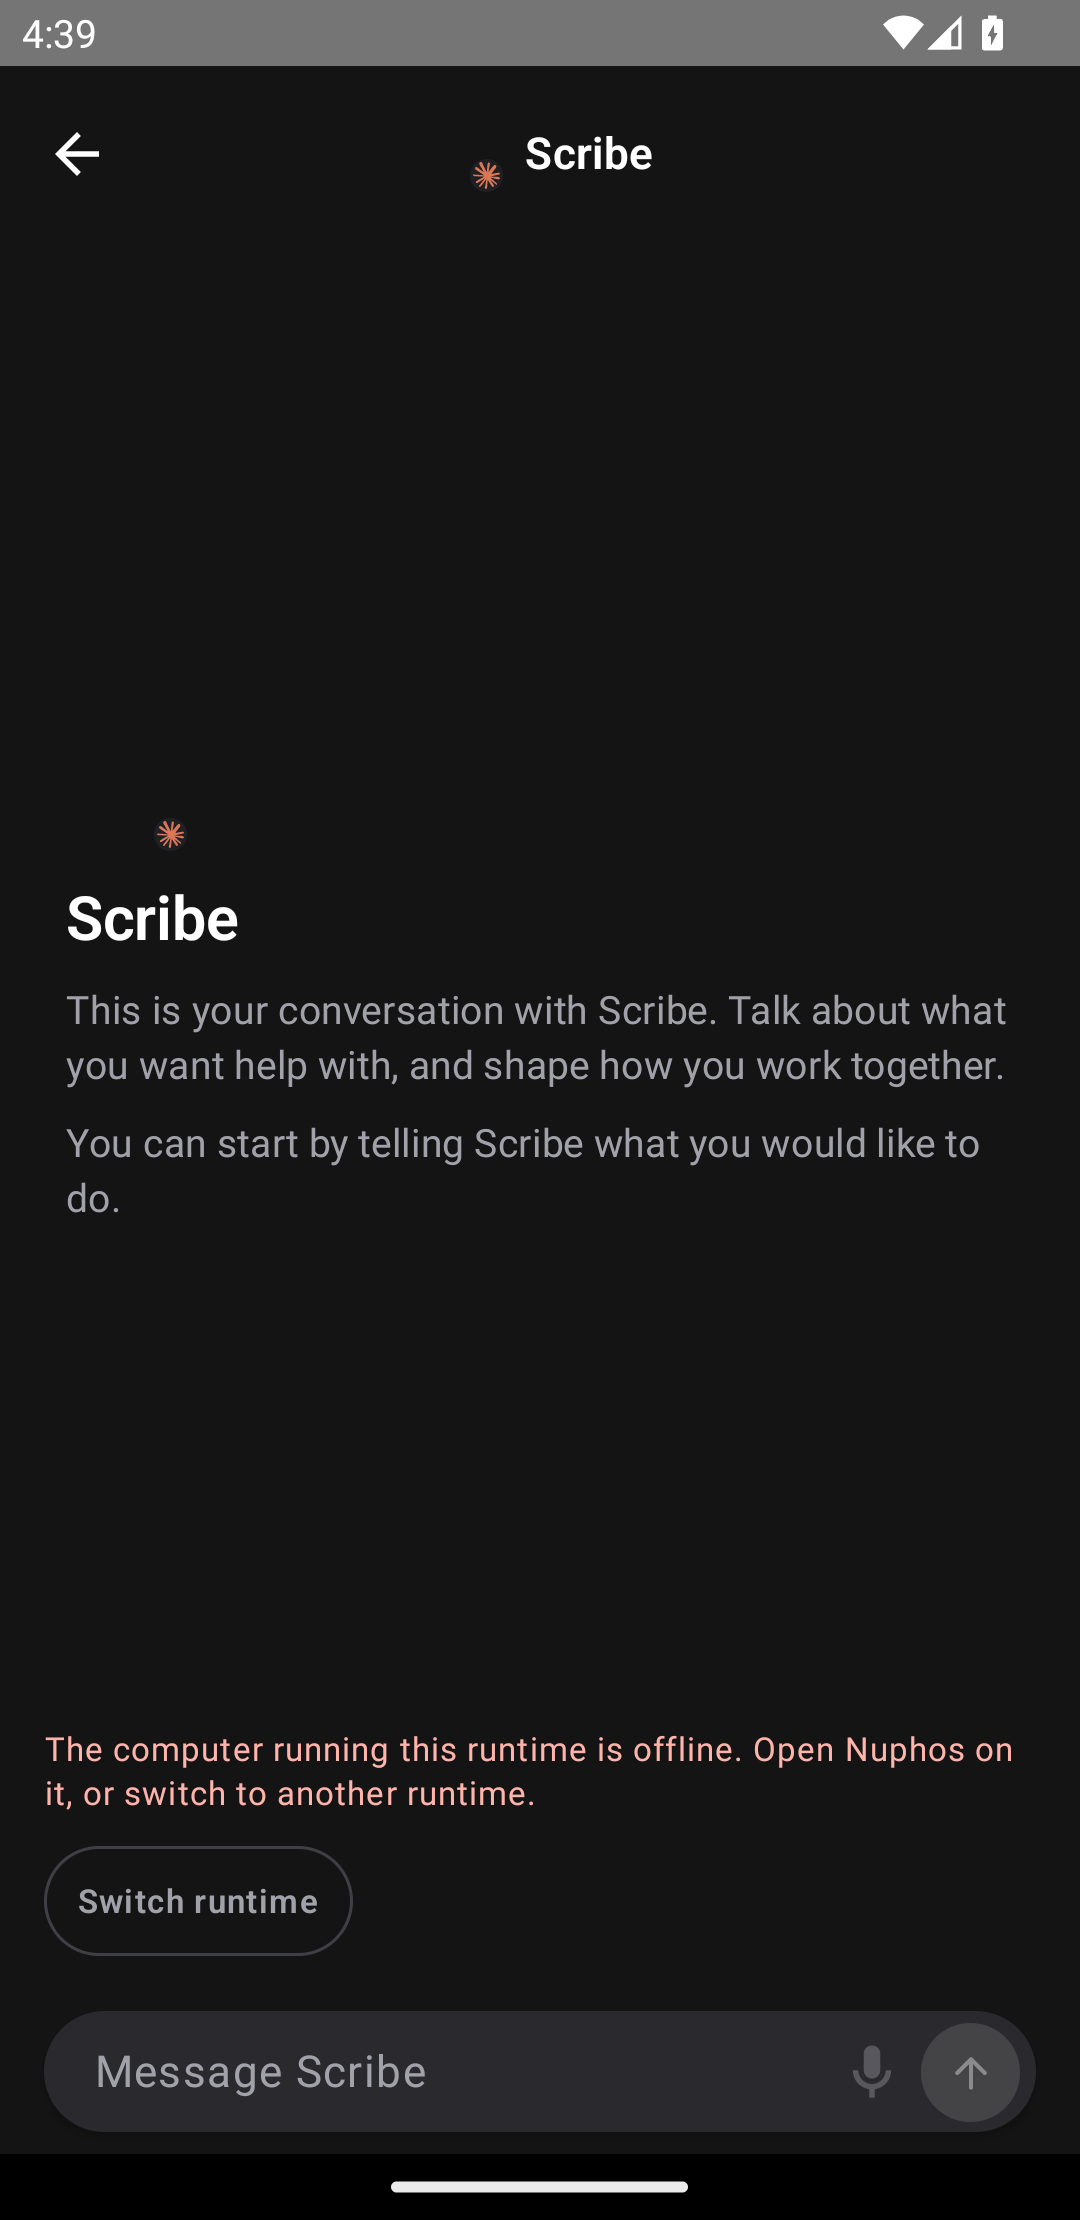 4:39
Scribe
Scribe
This is your conversation with Scribe. Talk about what
you want help with, and shape how you work together.
You can start by telling Scribe what you would like to
do.
The computer running this runtime is offline. Open Nuphos on
it, or switch to another runtime.
Switch runtime
Message Scribe